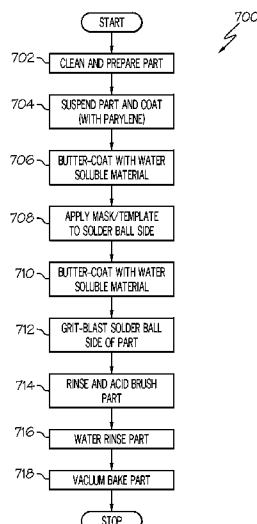 START
700
702
CLEAN AND PREPARE PART
704
SUSPEND PART AND COAT
(WITH PARYLENE)
706
BUTTER-COAT WITH WATER
SOLUBLE MATERIAL
708
APPLY MASK/TEMPLATE
TO SOLDER BALL SIDE
710
BUTTER-COAT WITH WATER
SOLUBLE MATERIAL
712
GRIT-BLAST SOLDER BALL
SIDE OF PART
714
RINSE AND ACID BRUSH
PART
716
WATER RINSE PART
718
VACUUM BAKE PART
STOP